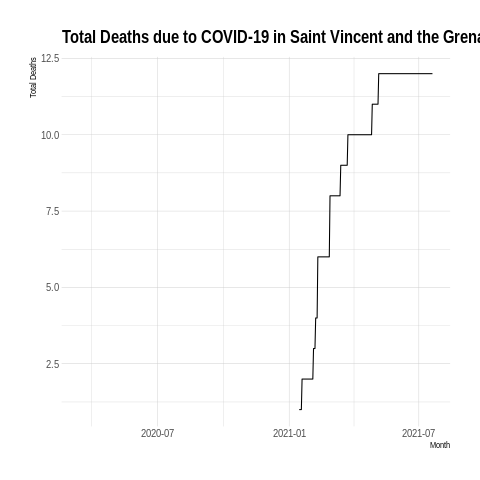 Total Deaths due to COVID-19 in Saint Vincent and the Grena
Total Deaths
12.5
10.0
7.5
5.0
2.5
2020-07
2021-01
2021-07
Month